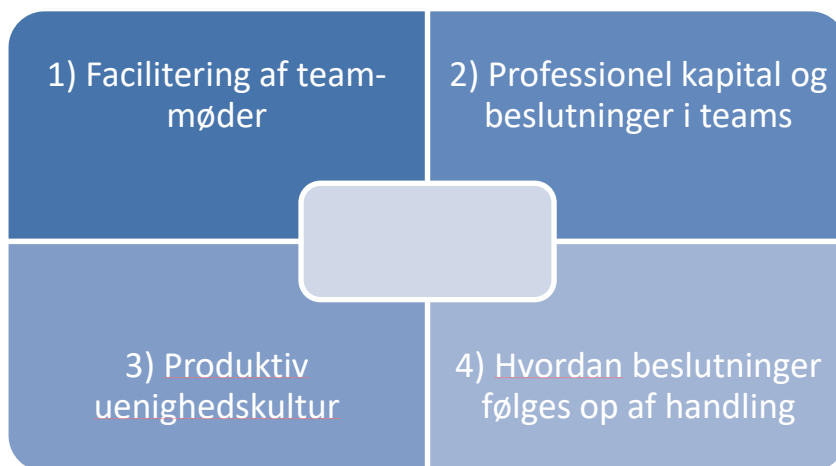 1) Facilitering af team-
møder
2) Professionel kapital og
beslutninger i teams
3) Produktiv
uenighedskultur
4) Hvordan beslutninger
følges op af handling